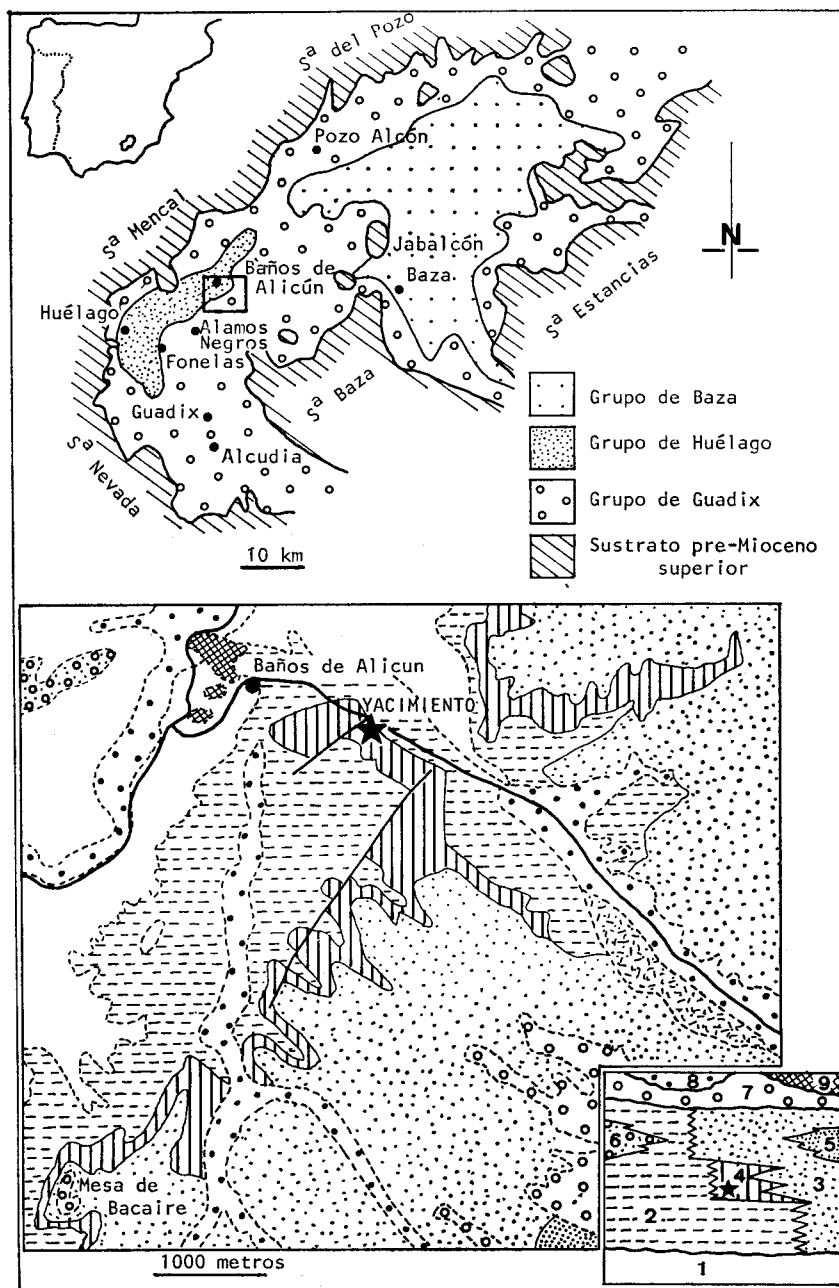 Sª del Pozo
Pozo Alcón
N
Sª Mencal
Jabalcón
Baños de
Alicún
Baza
Huélago
Alamos
Negros
Fonelas
Sª Estancias
Sª Baza
Guadix
Alcudia
Sª Nevada
10 km
Grupo de Baza
Grupo de Huélago
Grupo de Guadix
Sustrato pre-Mioceno
superior
Baños de Alicun
YACIMIENTO
Mesa de
Bacaire
1000 metros
8
9
7
6
5
4
3
2
1